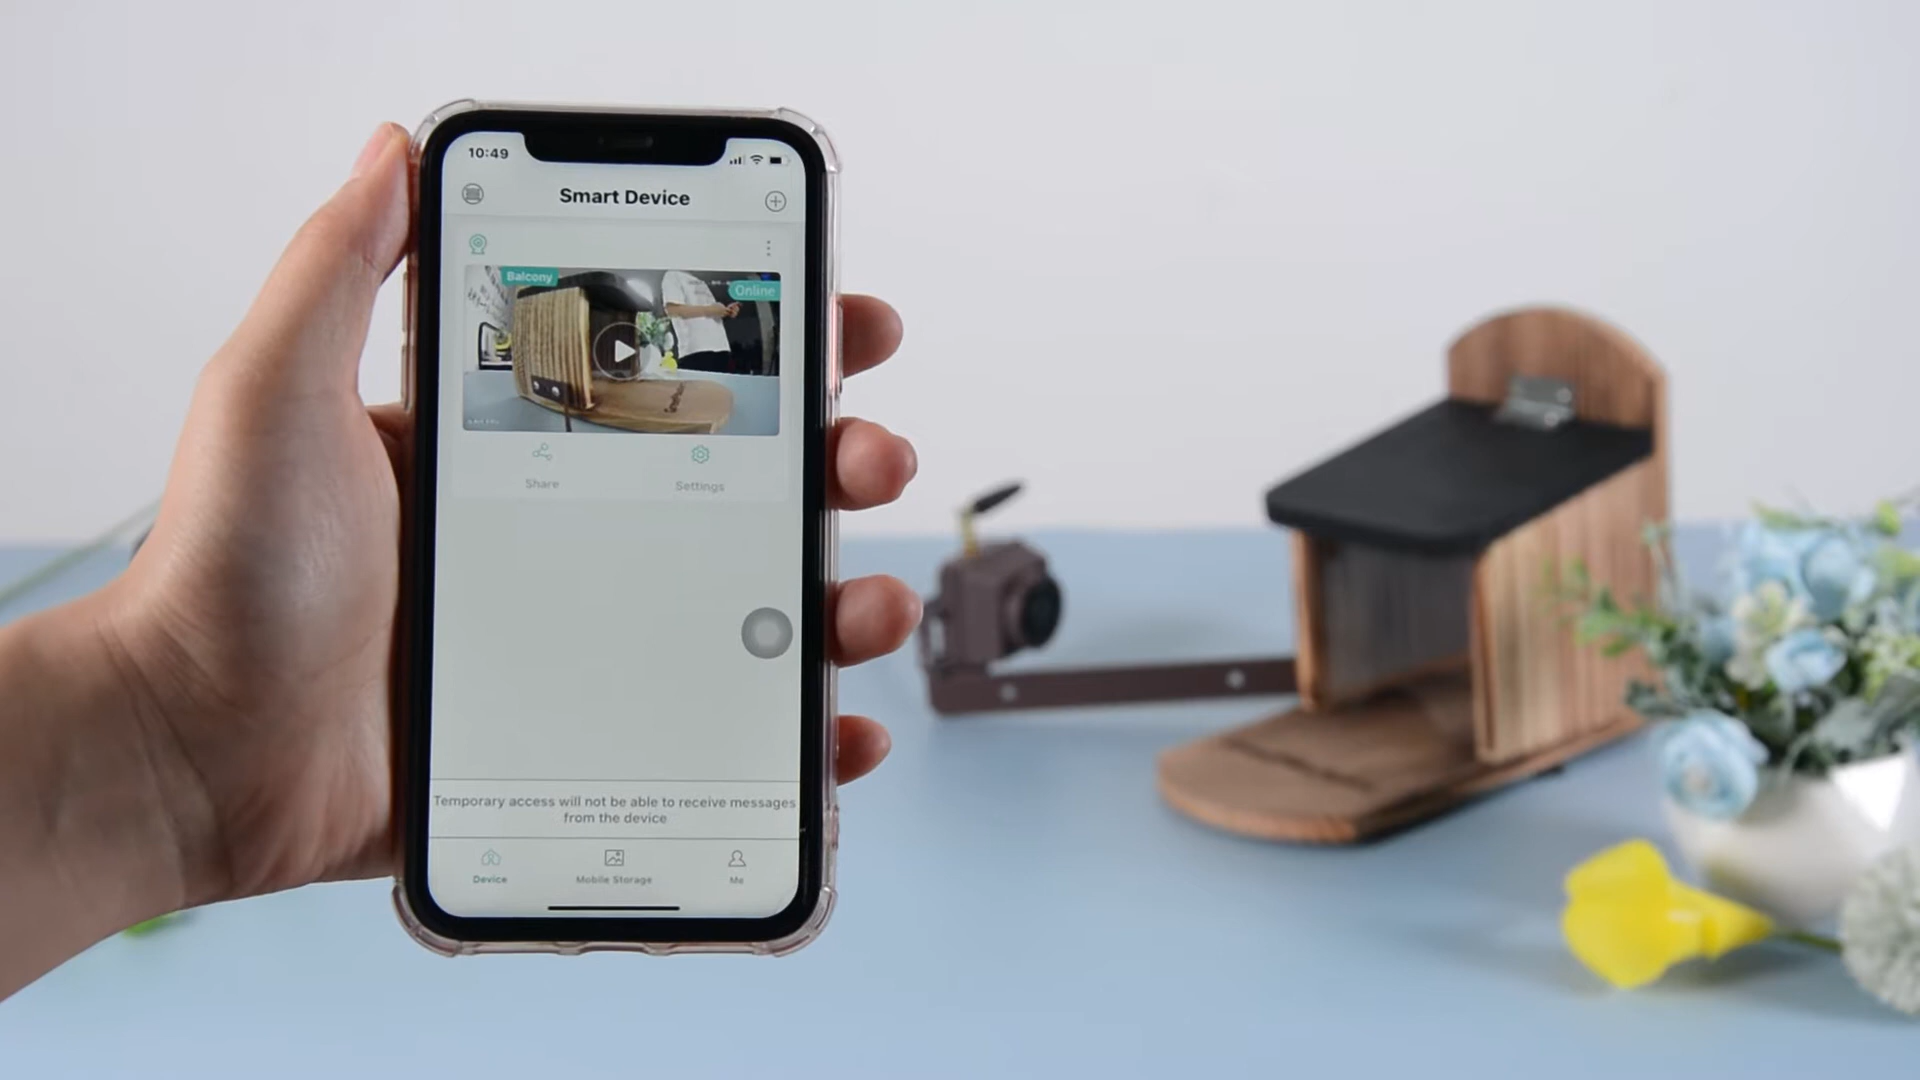 10:49
Smart Device
Balcony
Online
Share
Settings
Temporary access will not be able to receive messages
from the device
Device
Mobile Storage
Me